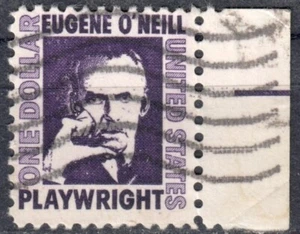 EUGENE O'NEILL
ONE DOLLAR
UNITED STATES
PLAYWRIGHT